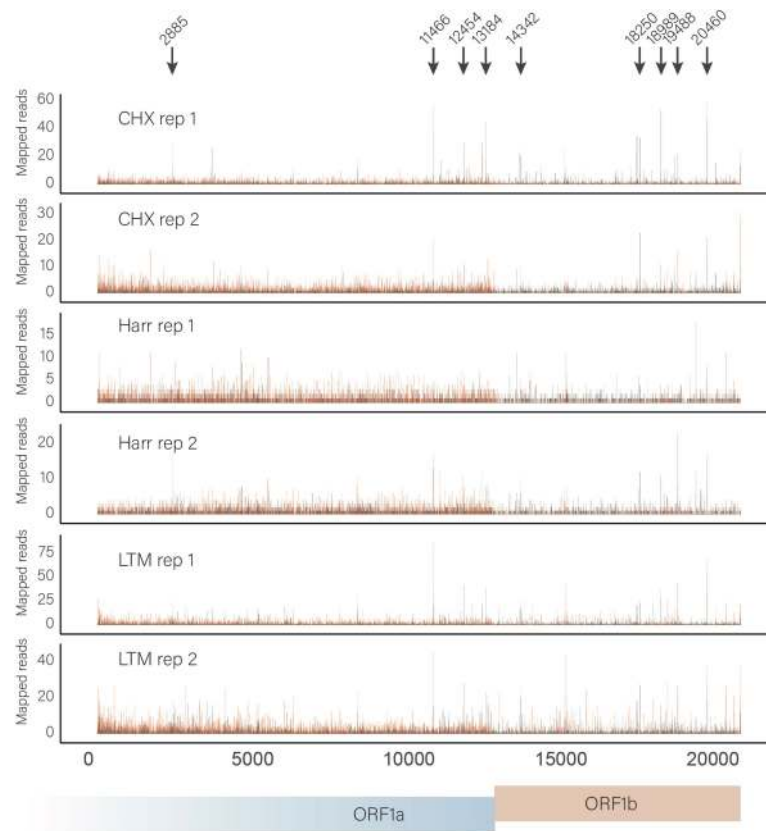 2885 11466 12454 13184 14342 18250 18989 19488 20460
Mapped reads
60
40
20
0
CHX rep 1
Mapped reads
30
20
10
0
CHX rep 2
Mapped reads
15
10
5
0
Harr rep 1
Mapped reads
20
10
0
Harr rep 2
Mapped reads
75
50
25
0
LTM rep 1
Mapped reads
40
20
0
LTM rep 2
0 5000 10000 15000 20000
ORF1a ORF1b